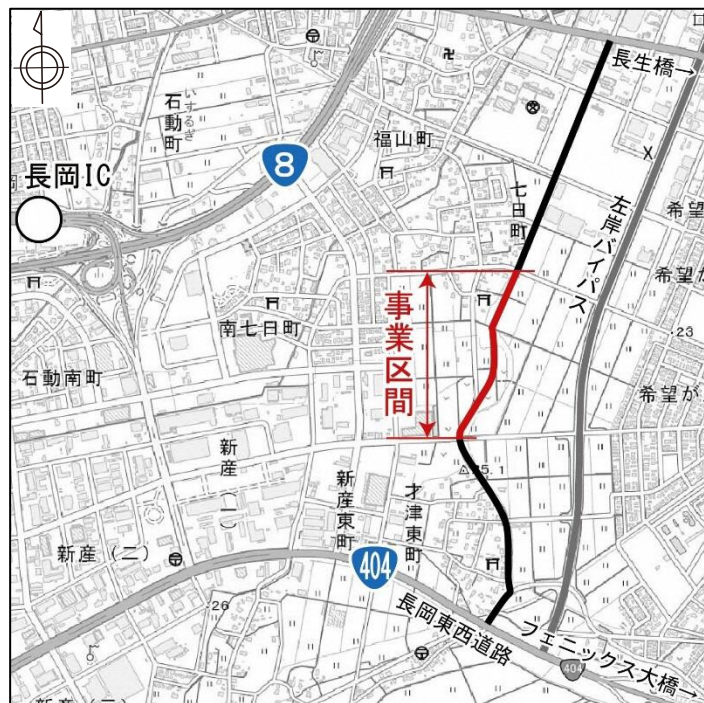 長生橋→
石動町
いするぎ
福山町
8
長岡IC
七日町
左岸バイパス
希望
希望が
事業区間
南七日町
23
石動南町
希望が
新産（一）
新産東町
才津東町
25.1
新産（二）
404
26
長岡東西道路
フェニックス大橋→
404